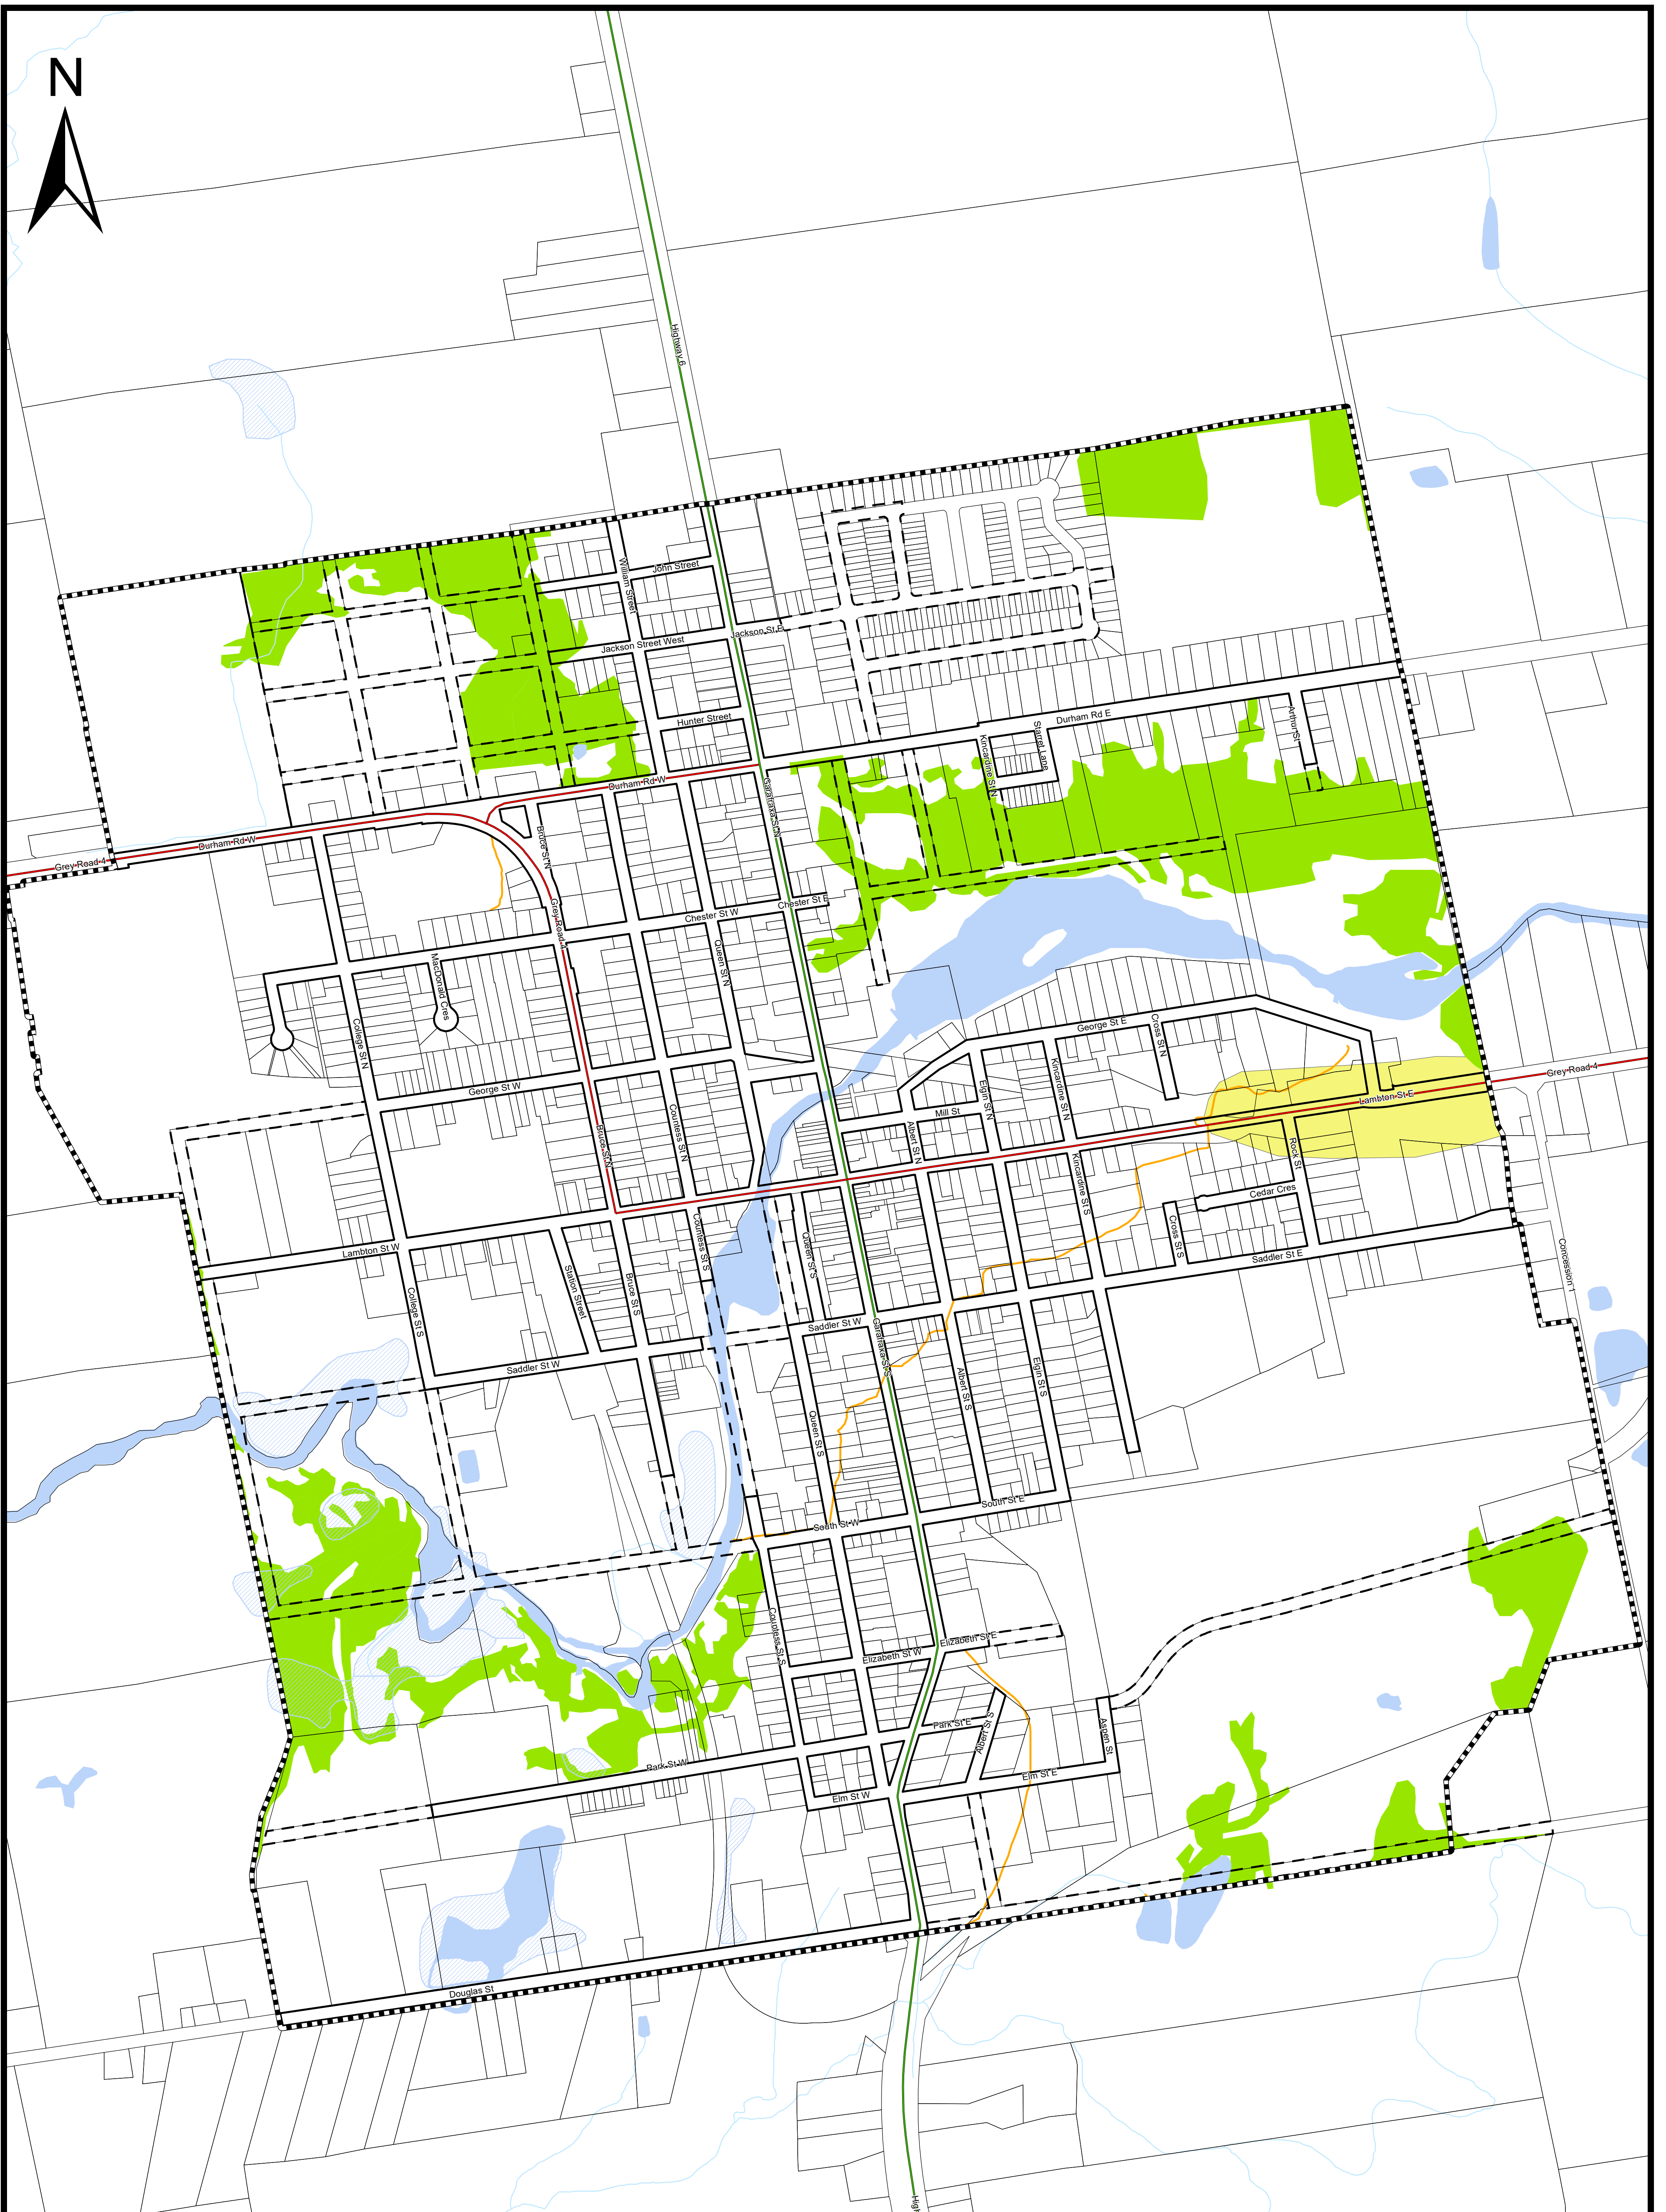 N
Highway 6
John Street
William Street
Jackson St E
Jackson Street West
Hunter Street
Durham Rd E
Arthur St
Starret Lane
Kincardine St N
Durham Rd W
Garafraxa St N
Bruce St N
Durham Rd W
Grey Road 4
Chester St E
Chester St W
Grey Road 4
Queen St N
MacDonald Cres
College St N
George St E
Cross St N
Kincardine St N
Elgin St N
Grey Road 4
George St W
Lambton St E
Mill St
Albert St N
Countess St N
Bruce St N
Rock St
Kincardine St S
Cedar Cres
Cross St S
Lambton St W
Countess St S
Queen St S
Saddler St E
Concession 1
Station Street
Bruce St S
College St S
Saddler St W
Garafraxa St S
Saddler St W
Albert St S
Elgin St S
Queen St S
South St E
South St W
Countess St S
Elizabeth St E
Elizabeth St W
Park St E
Albert St S
Aspen St
Park St W
Elm St E
Elm St W
Douglas St